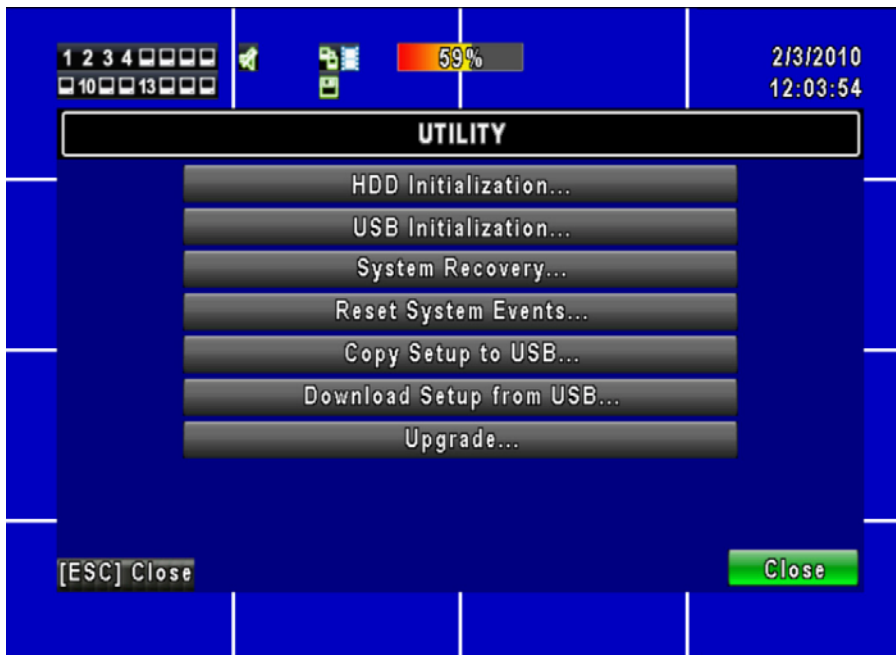 1 2 3 4
10 13
59%
2/3/2010
12:03:54
UTILITY
HDD Initialization...
USB Initialization...
System Recovery...
Reset System Events...
Copy Setup to USB...
Download Setup from USB...
Upgrade...
[ESC] Close
Close